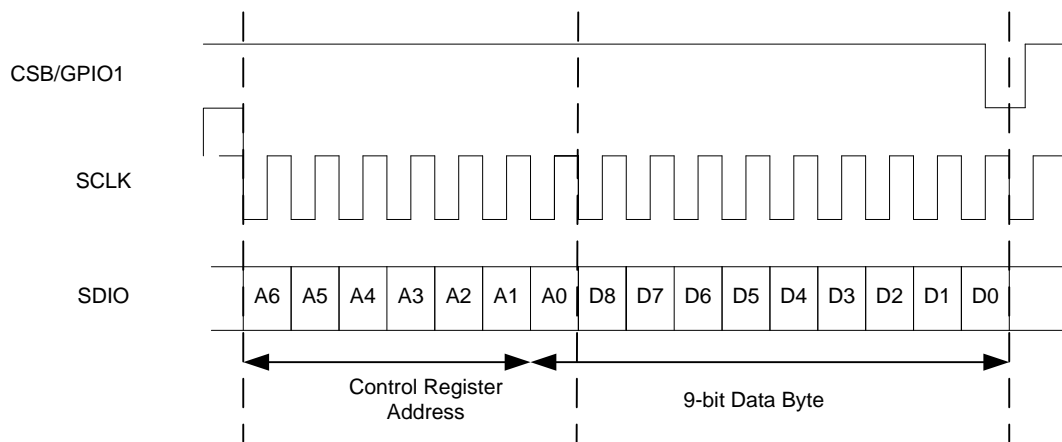 CSB/GPIO1
SCLK
SDIO
A6 A5 A4 A3 A2 A1 A0 D8 D7 D6 D5 D4 D3 D2 D1 D0
Control Register
Address
9-bit Data Byte